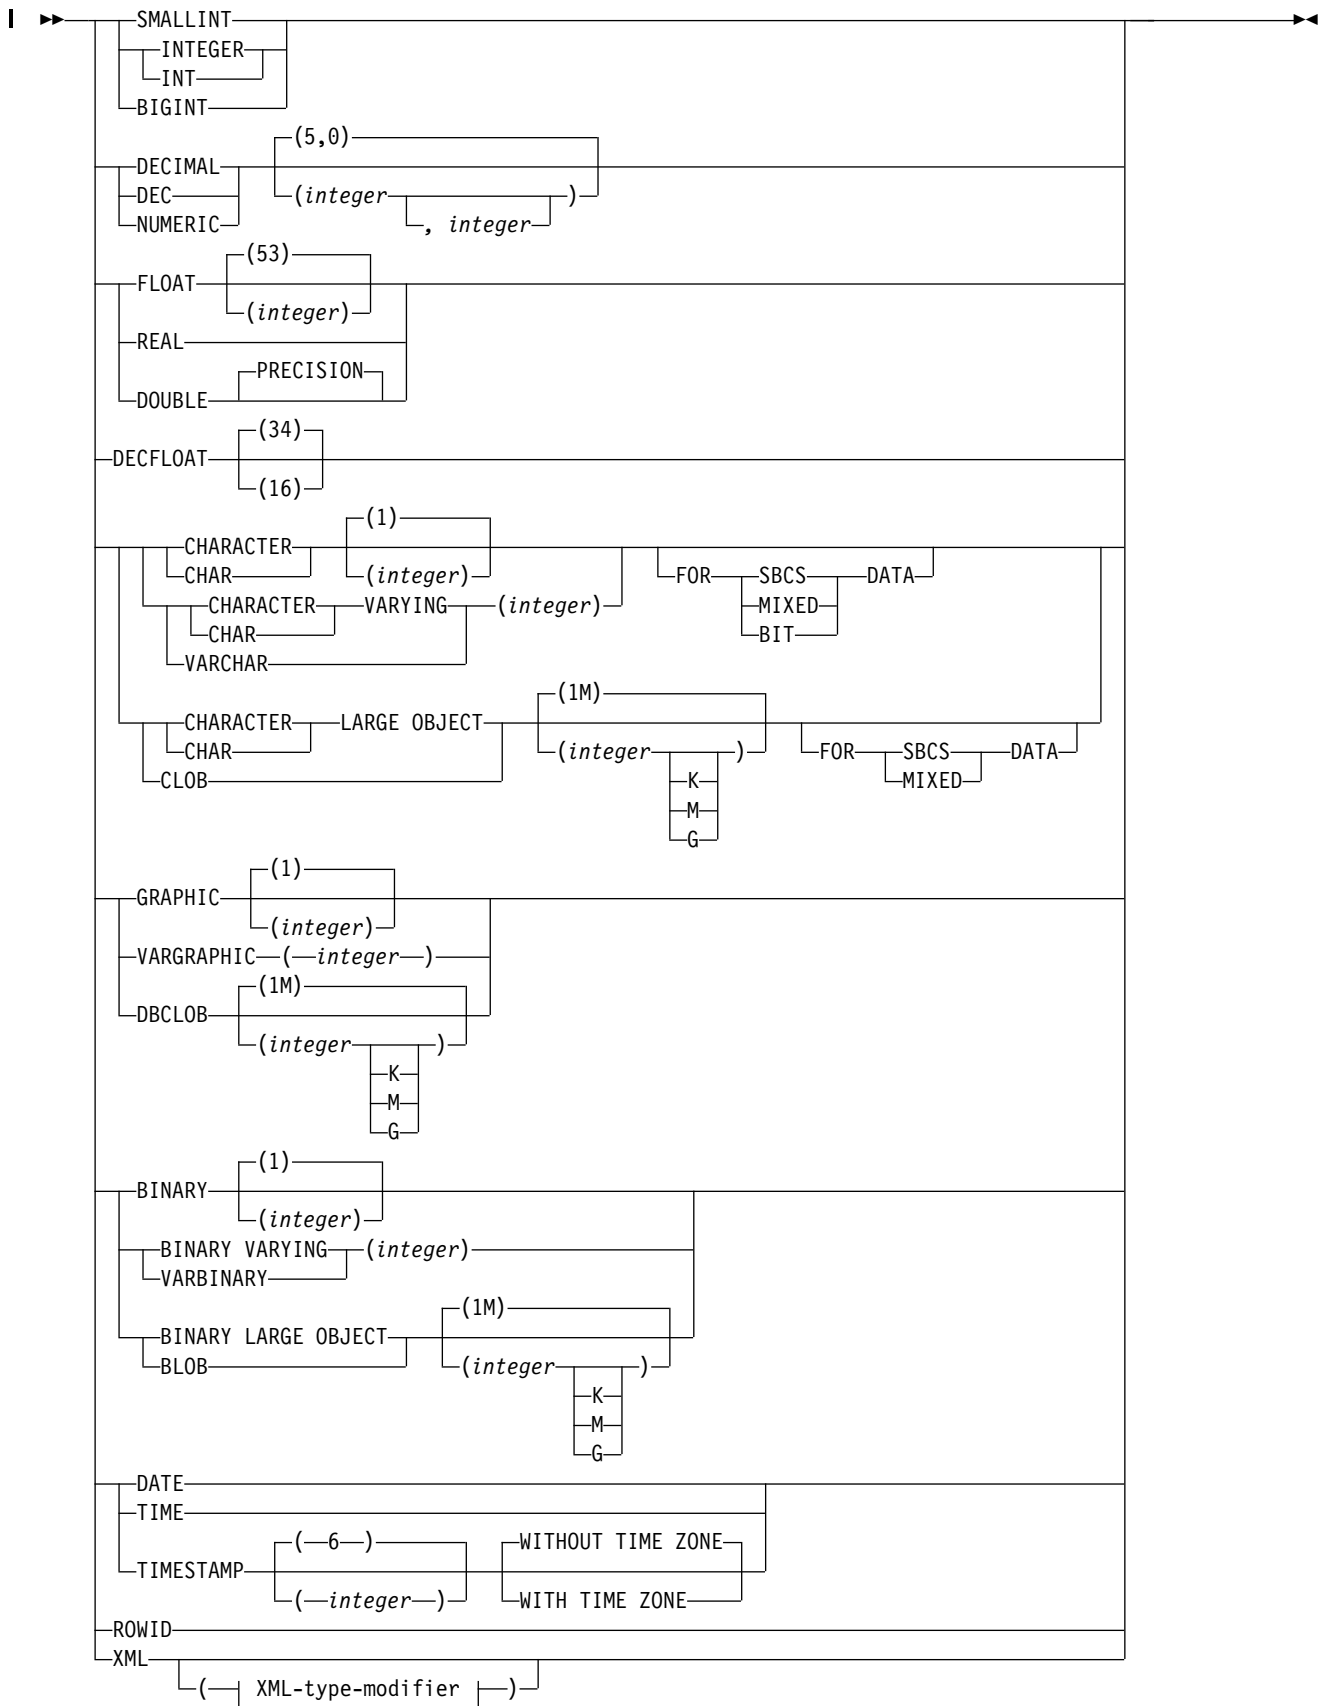 SMALLINT
INTEGER
INT
BIGINT
(5,0)
DECIMAL
DEC (integer )
NUMERIC , integer
(53)
FLOAT
(integer)
REAL
PRECISION
DOUBLE
(34)
DECFLOAT
(16)
(1)
CHARACTER
CHAR (integer) FOR SBCS DATA
CHARACTER VARYING (integer) MIXED
CHAR BIT
VARCHAR
(1M)
CHARACTER LARGE OBJECT
CHAR (integer ) FOR SBCS DATA
CLOB K MIXED
M
G
(1)
GRAPHIC
(integer)
VARGRAPHIC ( integer )
(1M)
DBCLOB
(integer )
K
M
G
(1)
BINARY
(integer)
BINARY VARYING (integer)
VARBINARY
(1M)
BINARY LARGE OBJECT
BLOB (integer )
K
M
G
DATE
TIME
( 6 ) WITHOUT TIME ZONE
TIMESTAMP
( integer ) WITH TIME ZONE
ROWID
XML
( XML-type-modifier )